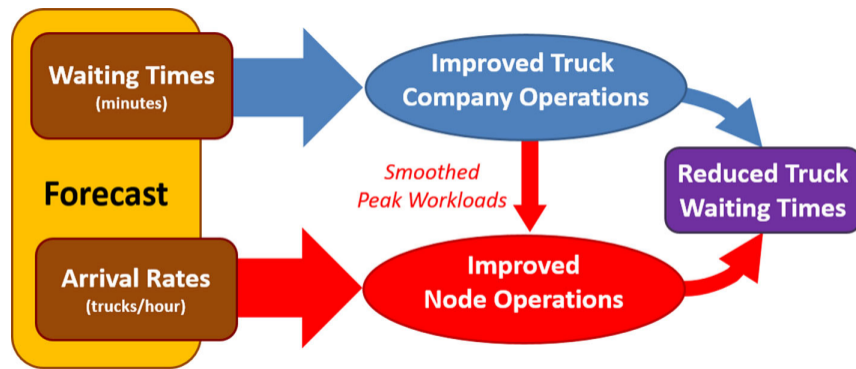 Waiting Times
(minutes)
Forecast
Arrival Rates
(trucks/hour)
Improved Truck
Company Operations
Smoothed
Peak Workloads
Improved
Node Operations
Reduced Truck
Waiting Times